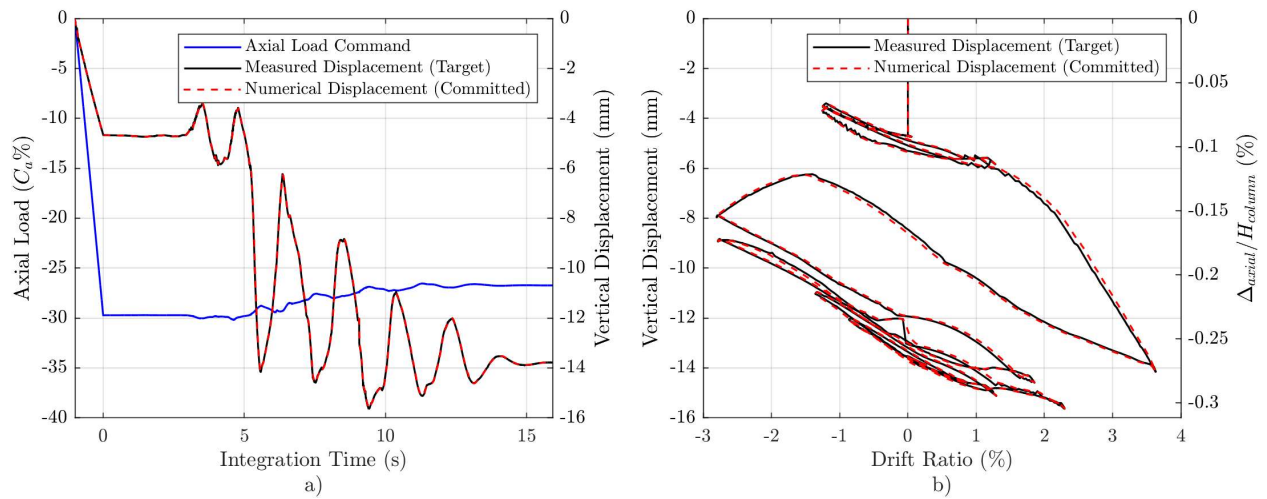 Axial Load Command
Measured Displacement (Target)
Numerical Displacement (Committed)
0
-5
-10
-15
-20
-25
-30
-35
-40
Axial Load (C_a%)
0
-2
-4
-6
-8
-10
-12
-14
-16
Vertical Displacement (mm)
0 5 10 15
Integration Time (s)
a)
Measured Displacement (Target)
Numerical Displacement (Committed)
0
-2
-4
-6
-8
-10
-12
-14
-16
Vertical Displacement (mm)
0
-0.05
-0.1
-0.15
-0.2
-0.25
-0.3
Δ_axial/H_column (%)
-3 -2 -1 0 1 2 3 4
Drift Ratio (%)
b)